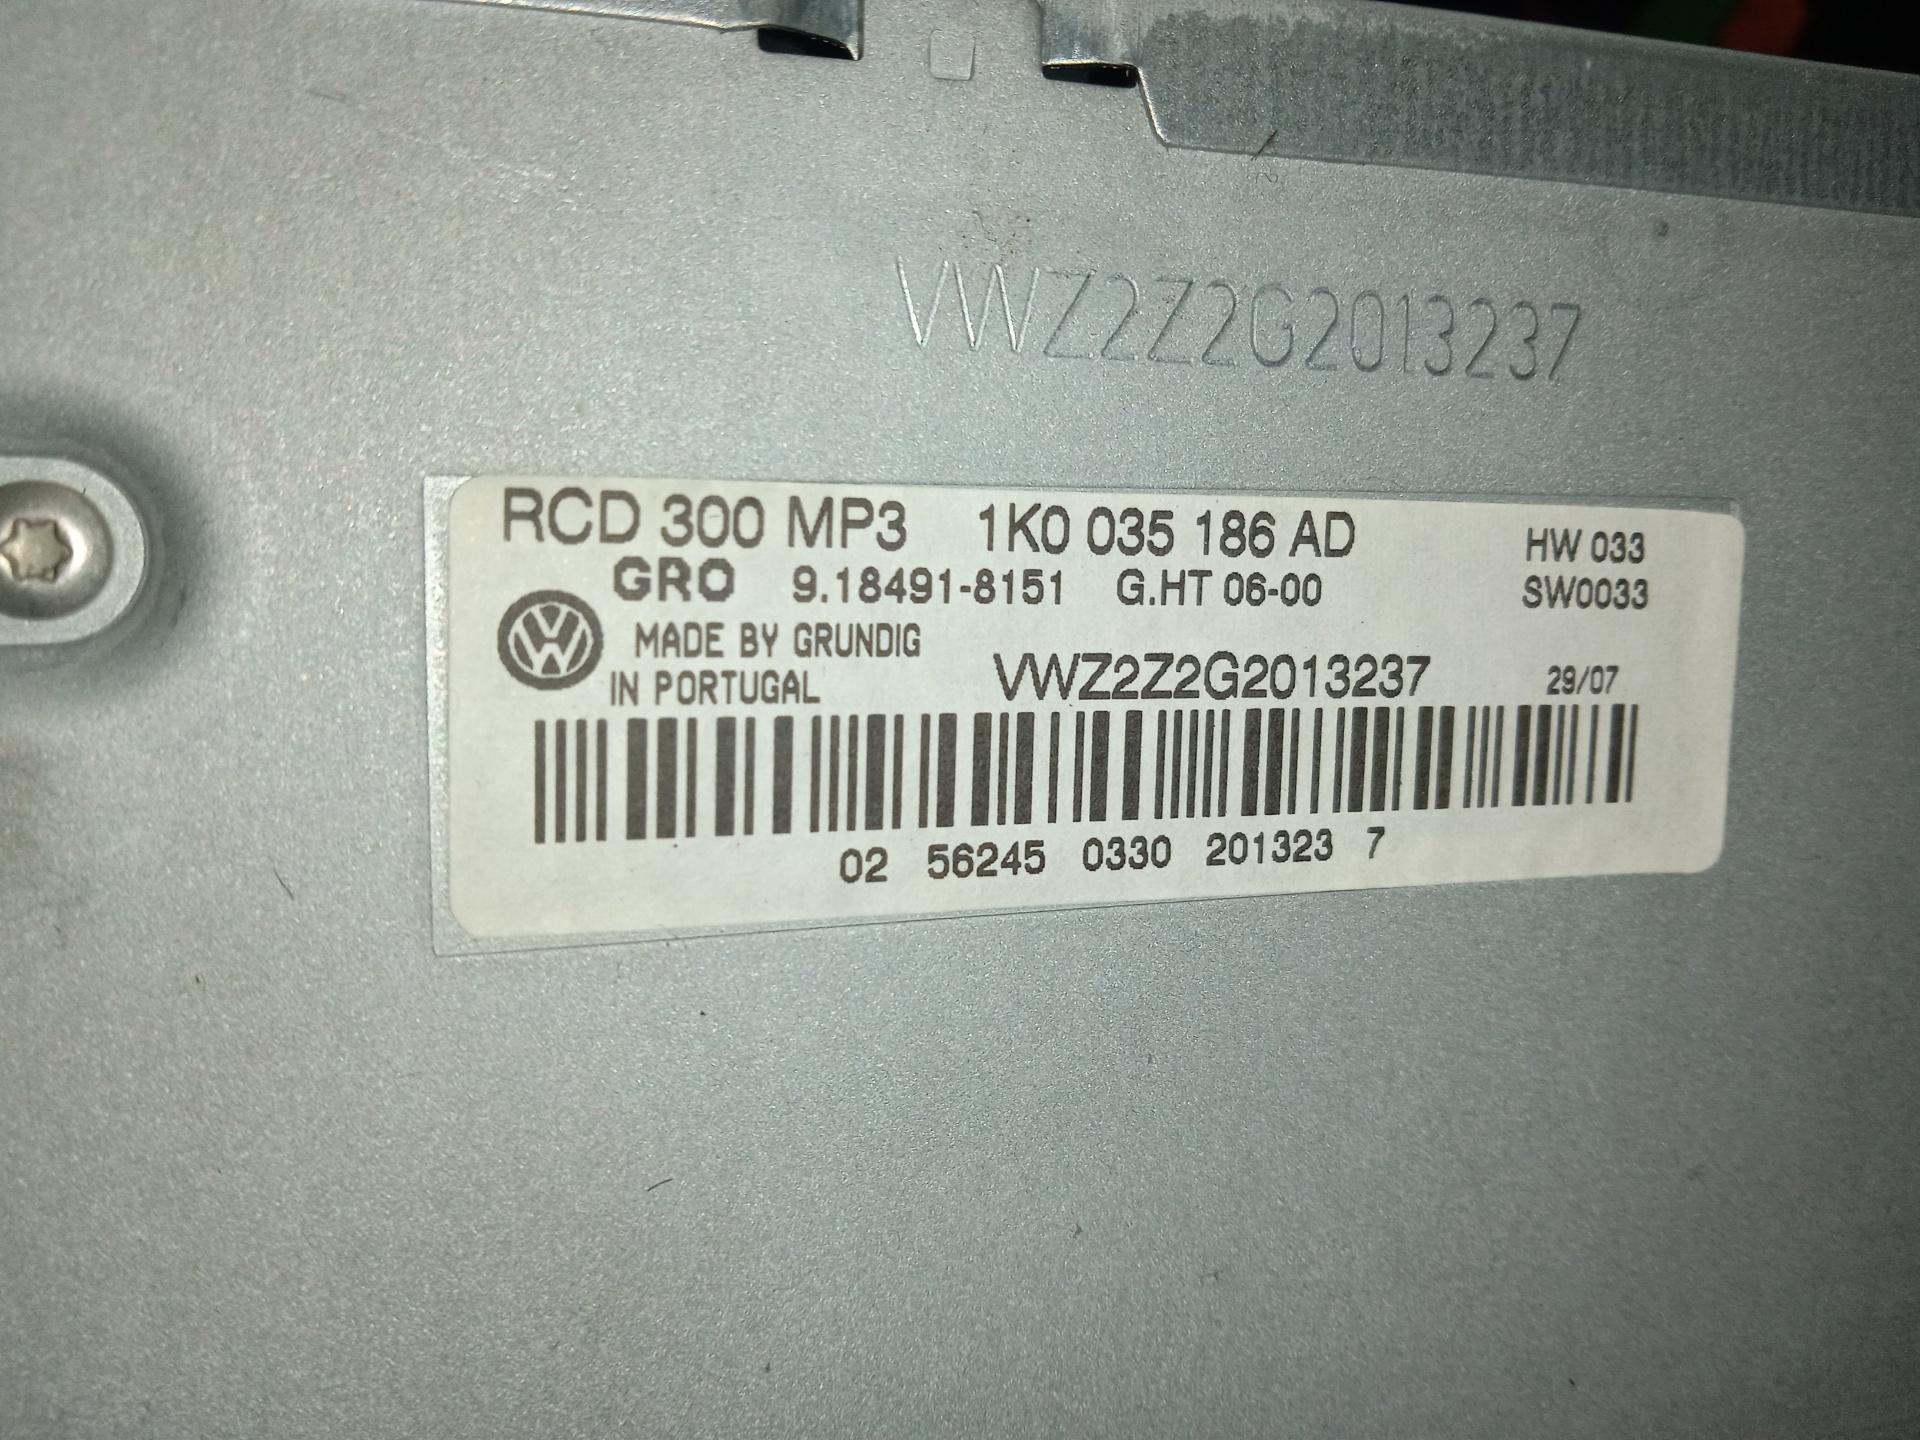 VWZ2Z2G2013237
RCD 300 MP3 1K0 035 186 AD HW 033
GRO 9.18491-8151 G.HT 06-00 SW0033
MADE BY GRUNDIG
IN PORTUGAL VWZ2Z2G2013237 29/07
02 56245 0330 201323 7